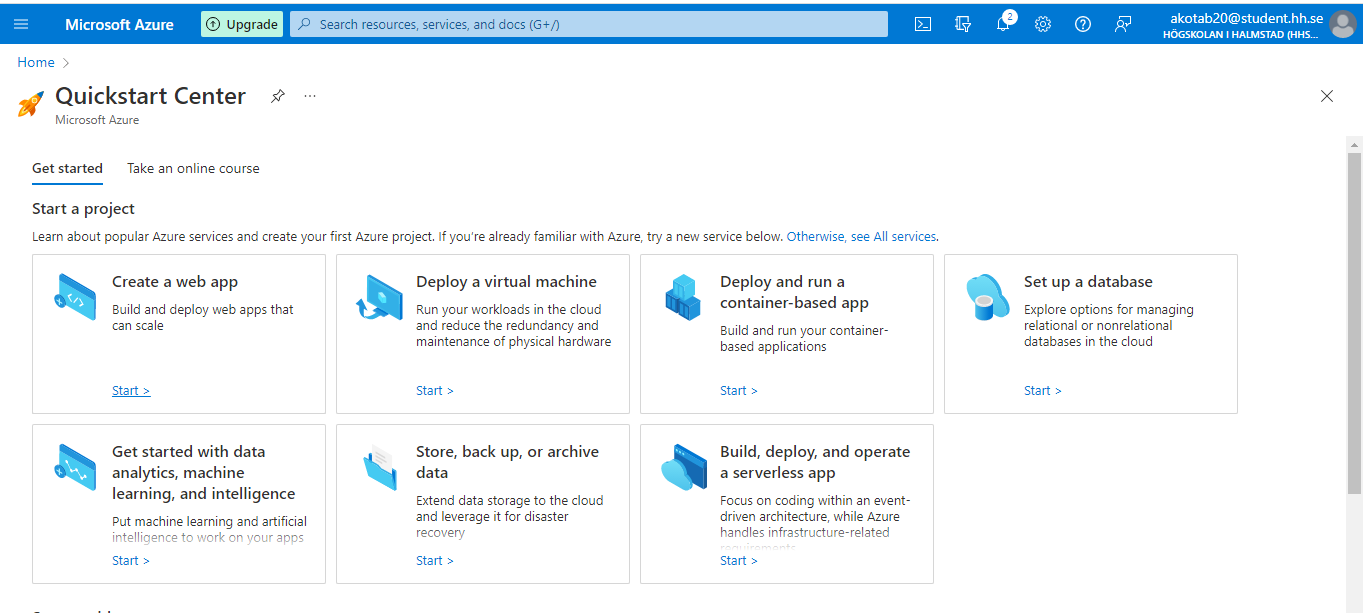 Microsoft Azure
Upgrade
Search resources, services, and docs (G+/)
2
akotab20@student.hh.se
HÖGSKOLAN I HALMSTAD (HHS...
Home >
Quickstart Center
...
Microsoft Azure
Get started
Take an online course
Start a project
Learn about popular Azure services and create your first Azure project. If you're already familiar with Azure, try a new service below. Otherwise, see All services.
Create a web app
Build and deploy web apps that
can scale
Start >
Deploy a virtual machine
Run your workloads in the cloud
and reduce the redundancy and
maintenance of physical hardware
Start >
Deploy and run a
container-based app
Build and run your container-
based applications
Start >
Set up a database
Explore options for managing
relational or nonrelational
databases in the cloud
Start >
Get started with data
analytics, machine
learning, and intelligence
Put machine learning and artificial
intelligence to work on your apps
Start >
Store, back up, or archive
data
Extend data storage to the cloud
and leverage it for disaster
recovery
Start >
Build, deploy, and operate
a serverless app
Focus on coding within an event-
driven architecture, while Azure
handles infrastructure-related
requirements
Start >